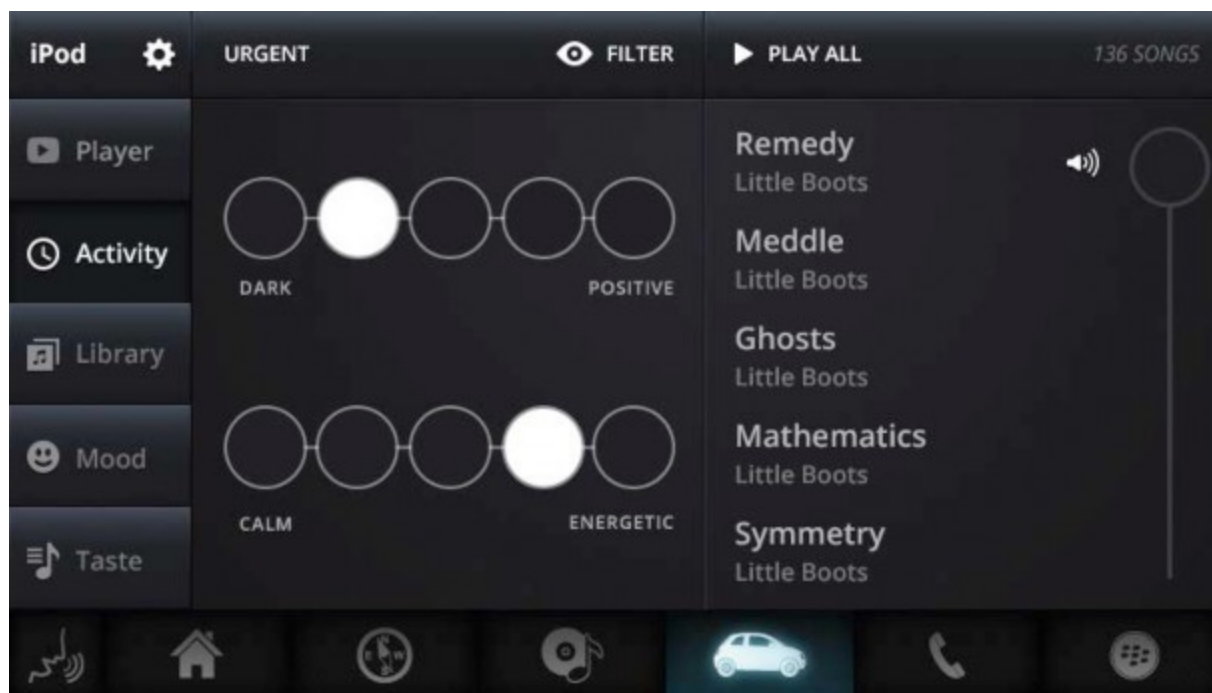 iPod
URGENT
FILTER
PLAY ALL
136 SONGS
Player
Activity
Library
Mood
Taste
DARK
POSITIVE
CALM
ENERGETIC
Remedy
Little Boots
Meddle
Little Boots
Ghosts
Little Boots
Mathematics
Little Boots
Symmetry
Little Boots
N
E
W